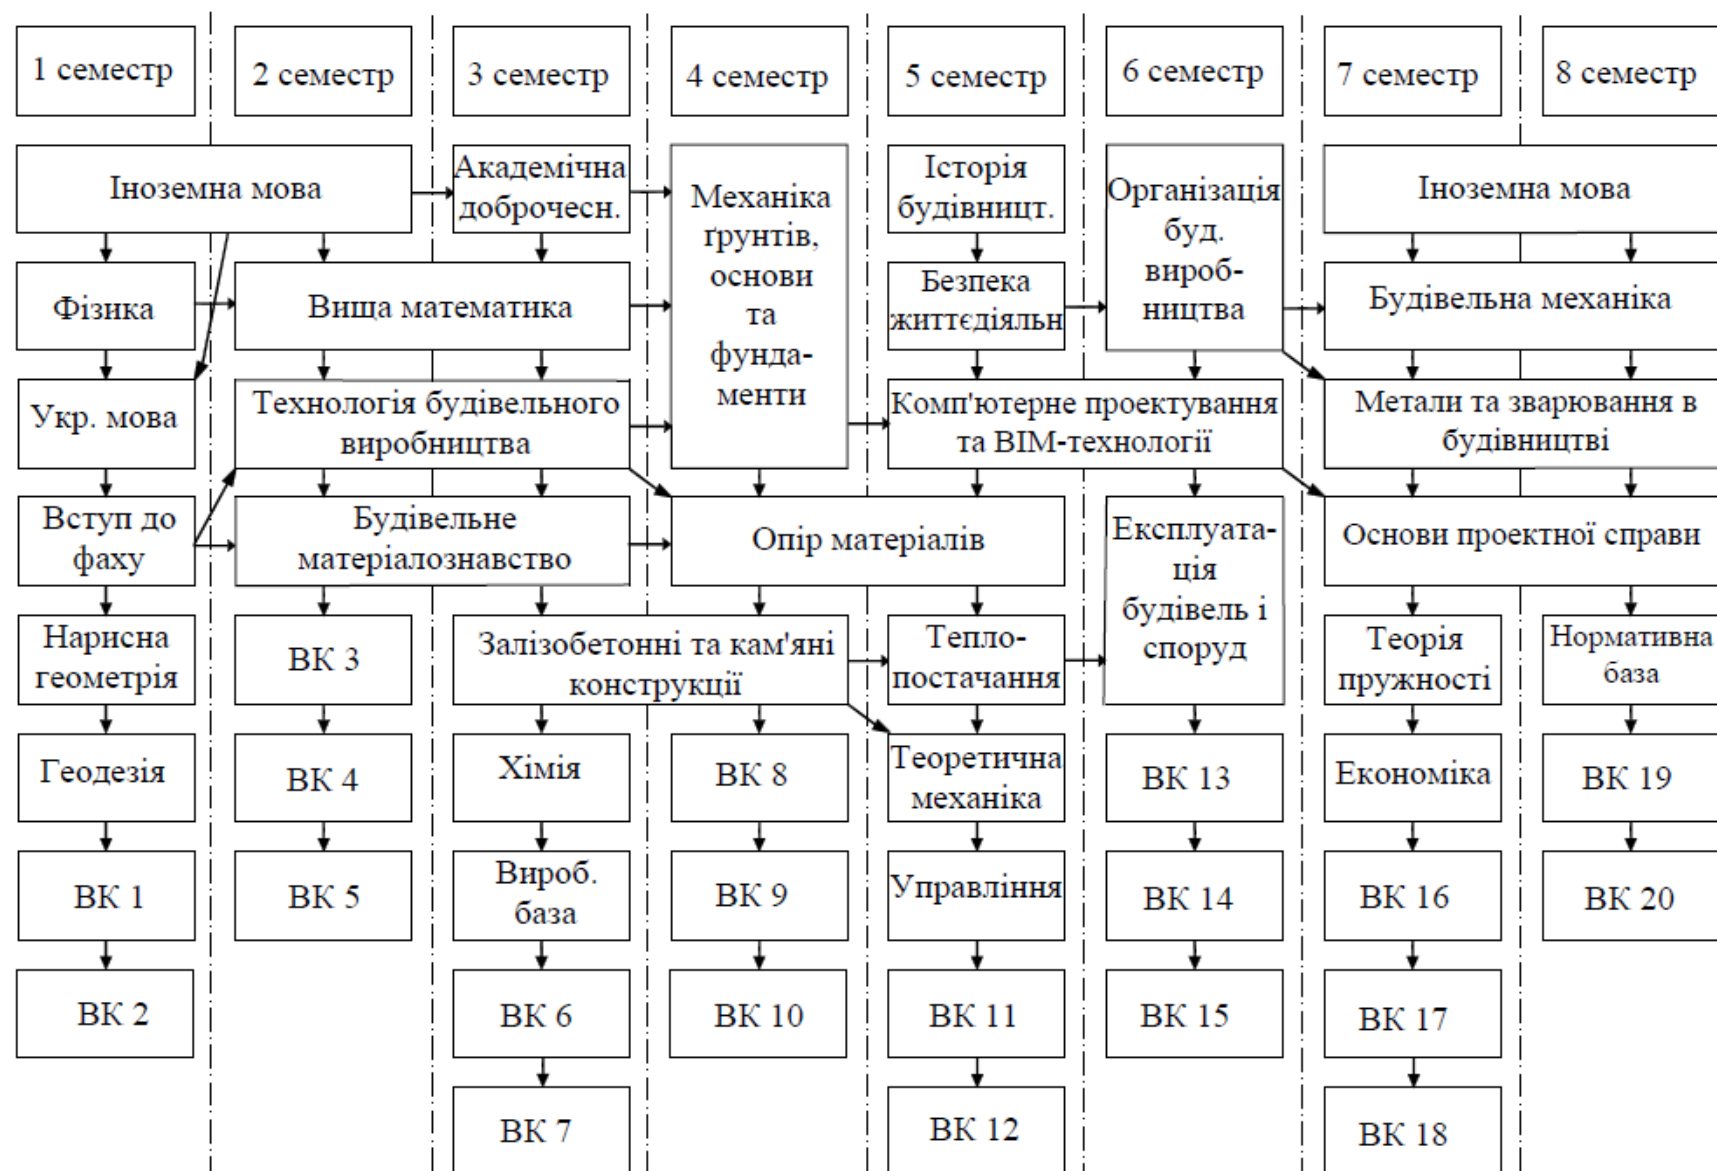 1 семестр
2 семестр
3 семестр
4 семестр
5 семестр
6 семестр
7 семестр
8 семестр
Іноземна мова
Академічна
доброчесн.
Механіка
ґрунтів,
основи
та
фунда-
менти
Історія
будівницт.
Організація
буд.
вироб-
ництва
Іноземна мова
Фізика
Вища математика
Безпека
життєдіяльн
Будівельна механіка
Укр. мова
Технологія будівельного
виробництва
Комп'ютерне проектування
та ВІМ-технології
Метали та зварювання в
будівництві
Вступ до
фаху
Будівельне
матеріалознавство
Опір матеріалів
Експлуата-
ція
будівель і
споруд
Основи проектної справи
Нарисна
геометрія
ВК 3
Залізобетонні та кам'яні
конструкції
Тепло-
постачання
Теорія
пружності
Нормативна
база
Геодезія
ВК 4
Хімія
ВК 8
Теоретична
механіка
ВК 13
Економіка
ВК 19
ВК 1
ВК 5
Вироб.
база
ВК 9
Управління
ВК 14
ВК 16
ВК 20
ВК 2
ВК 6
ВК 10
ВК 11
ВК 15
ВК 17
ВК 7
ВК 12
ВК 18